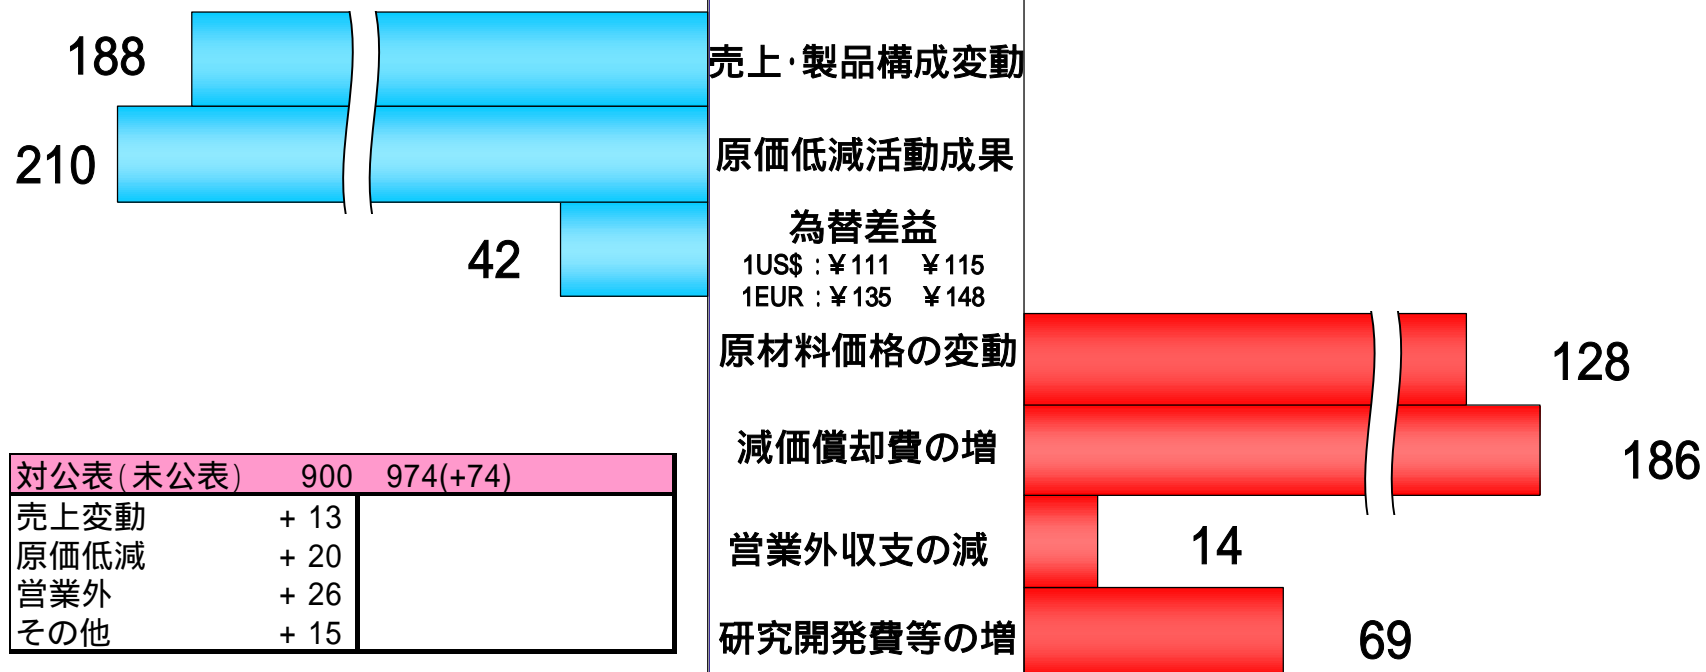 188
売上・製品構成変動
210
原価低減活動成果
42
為替差益
1US$ : ¥111 ¥115
1EUR : ¥135 ¥148
原材料価格の変動
128
減価償却費の増
186
営業外収支の減
14
研究開発費等の増
69
対公表(未公表) 900 974(+74)
売上変動 + 13
原価低減 + 20
営業外 + 26
その他 + 15